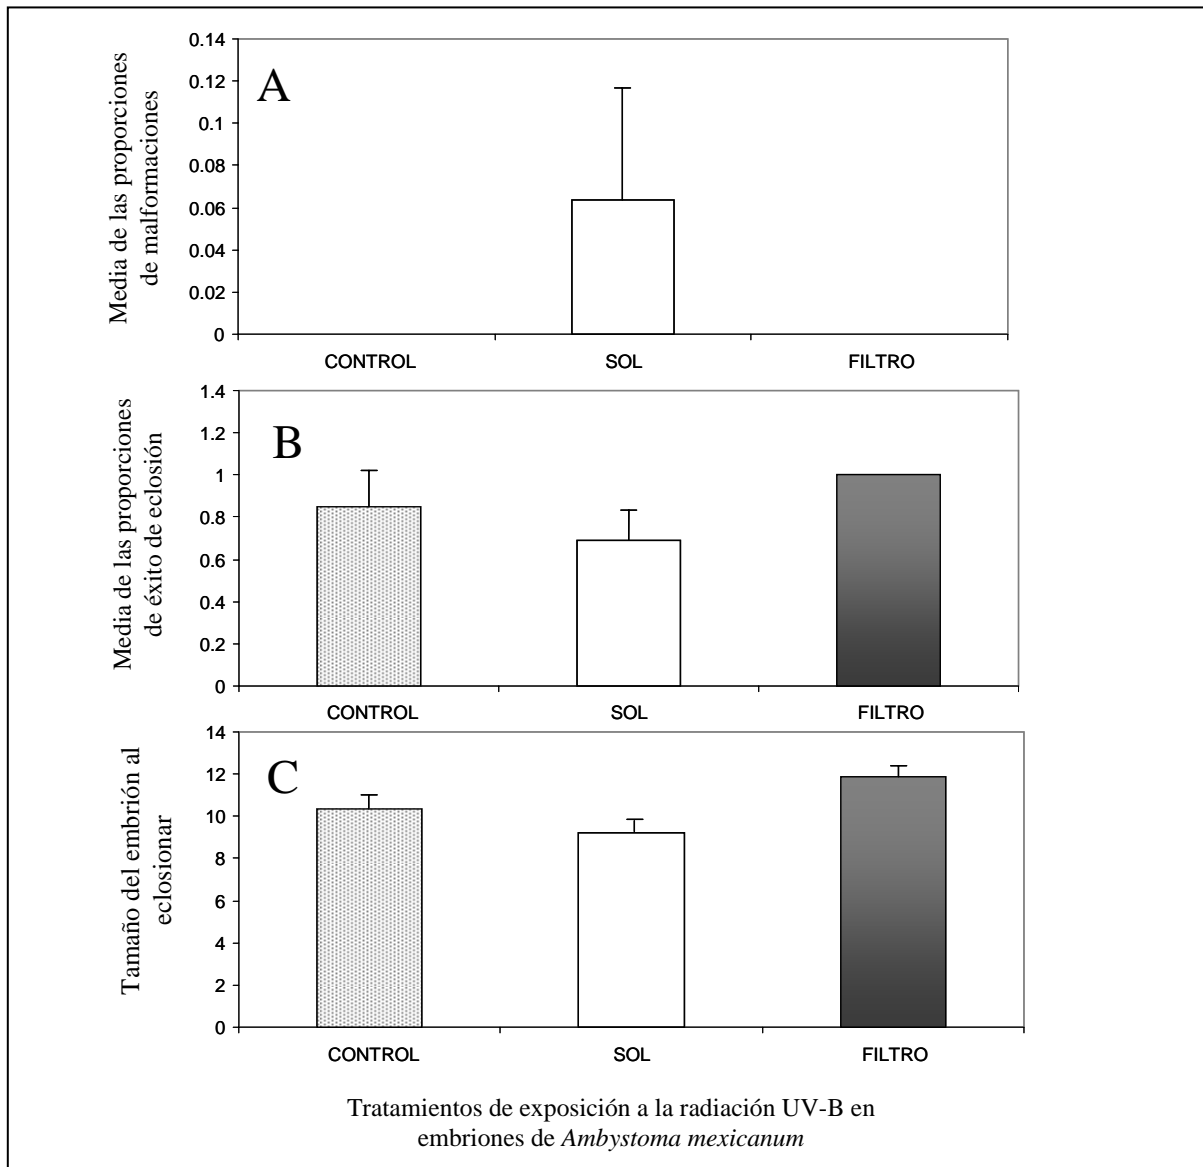 Media de las proporciones
de malformaciones
0.14
0.12
0.1
0.08
0.06
0.04
0.02
0
A
CONTROL
SOL
FILTRO
Media de las proporciones
de éxito de eclosión
1.4
1.2
1
0.8
0.6
0.4
0.2
0
B
CONTROL
SOL
FILTRO
Tamaño del embrión al
eclosionar
14
12
10
8
6
4
2
0
C
CONTROL
SOL
FILTRO
Tratamientos de exposición a la radiación UV-B en
embriones de Ambystoma mexicanum